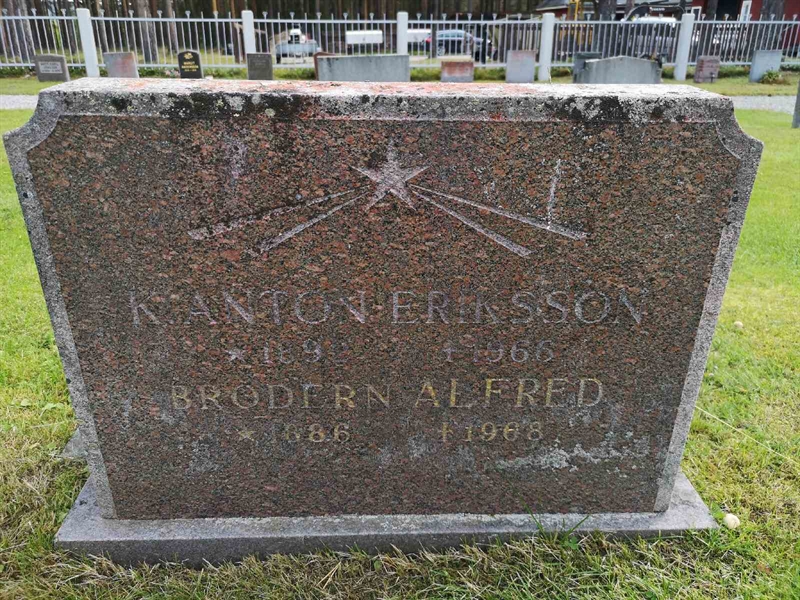 K. ANTON ERIKSSON
†1966
BRODERN ALFRED
*1886 †1968